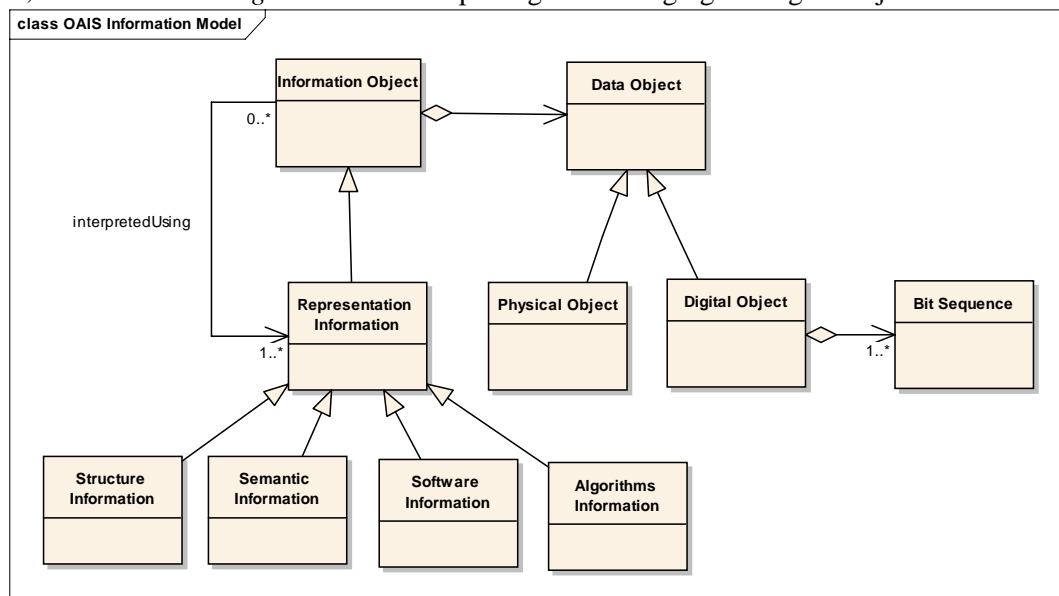 class OAIS Information Model
Information Object
Data Object
0..*
interpretedUsing
Representation
Information
1..*
Physical Object
Digital Object
Bit Sequence
1..*
Structure
Information
Semantic
Information
Software
Information
Algorithms
Information